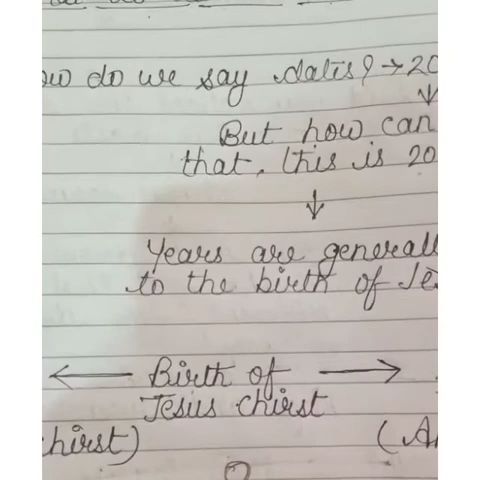 ow do we say dates? → 20
↓
But how can
that, this is 20
↓
Years are generall
to the birth of Je
← Birth of →
Jesus chirst
hirst) (A